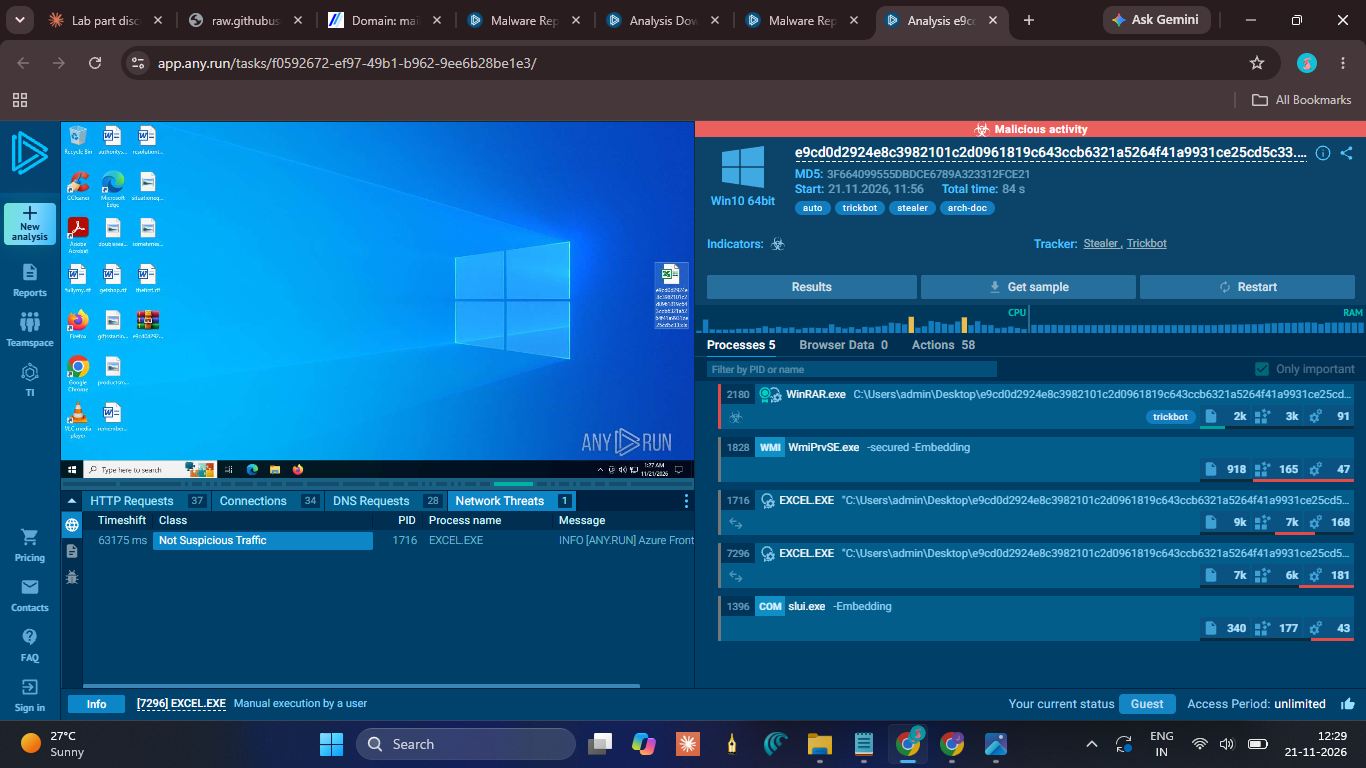 Lab part disc
raw.githubus
Domain: mai
Malware Rep
Analysis Dow
Malware Rep
Analysis e9cc
Ask Gemini
app.any.run/tasks/f0592672-ef97-49b1-b962-9ee6b28be1e3/
All Bookmarks
New analysis
Reports
Teamspace
TI
Pricing
Contacts
FAQ
Sign in
Recycle Bin
CCleaner
Microsoft Edge
Adobe Acrobat
Firefox
Google Chrome
VLC media player
ANY RUN
Type here to search
1:27 AM
11/21/2026
Malicious activity
e9cd0d2924e8c3982101c2d0961819c643ccb6321a5264f41a9931ce25cd5c33....
MD5: 3F664099555DBDCE6789A323312FCE21
Start: 21.11.2026, 11:56 Total time: 84 s
Win10 64bit
auto trickbot stealer arch-doc
Indicators:
Tracker: Stealer , Trickbot
Results
Get sample
Restart
CPU
RAM
Processes 5 Browser Data 0 Actions 58
Filter by PID or name
Only important
2180 WinRAR.exe C:\Users\admin\Desktop\e9cd0d2924e8c3982101c2d0961819c643ccb6321a5264f41a9931ce25cd...
trickbot 2k 3k 91
1828 WMI WmiPrvSE.exe -secured -Embedding
918 165 47
1716 EXCEL.EXE "C:\Users\admin\Desktop\e9cd0d2924e8c3982101c2d0961819c643ccb6321a5264f41a9931ce25cd5...
9k 7k 168
7296 EXCEL.EXE "C:\Users\admin\Desktop\e9cd0d2924e8c3982101c2d0961819c643ccb6321a5264f41a9931ce25cd5...
7k 6k 181
1396 COM slui.exe -Embedding
340 177 43
HTTP Requests 37 Connections 34 DNS Requests 28 Network Threats 1
Timeshift Class PID Process name Message
63175 ms Not Suspicious Traffic 1716 EXCEL.EXE INFO [ANY.RUN] Azure Front
Info [7296] EXCEL.EXE Manual execution by a user
Your current status Guest Access Period: unlimited
27°C
Sunny
Search
ENG
IN
12:29
21-11-2026